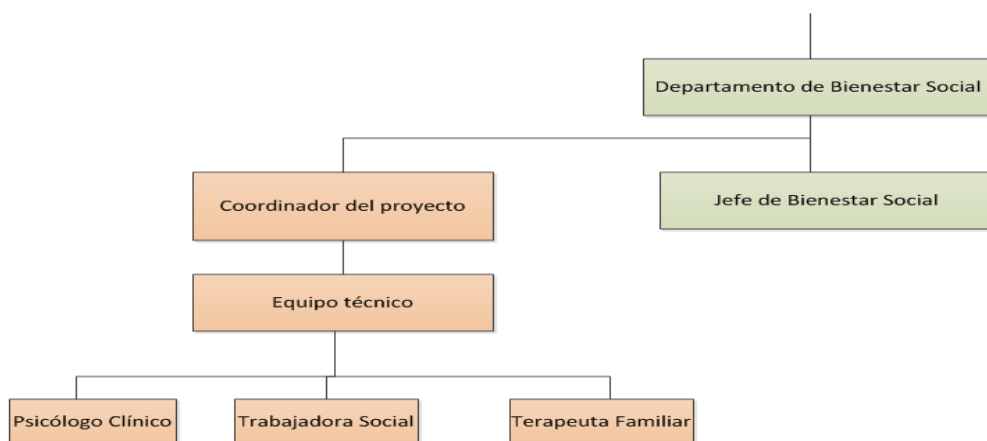 Departamento de Bienestar Social
Coordinador del proyecto
Jefe de Bienestar Social
Equipo técnico
Psicólogo Clínico
Trabajadora Social
Terapeuta Familiar